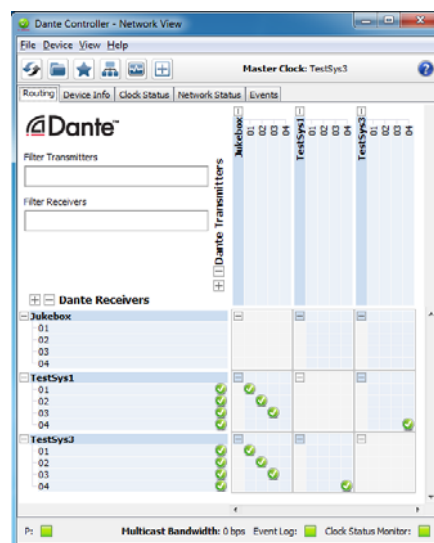 Dante Controller - Network View
File Device View Help
Master Clock: TestSys3
Routing Device Info Clock Status Network Status Events
Dante™
Filter Transmitters
Filter Receivers
Dante Transmitters
Jukebox
01
02
03
04
TestSys1
01
02
03
04
TestSys3
01
02
03
04
Dante Receivers
Jukebox
01
02
03
04
TestSys1
01
02
03
04
TestSys3
01
02
03
04
P: Multicast Bandwidth: 0 bps Event Log: Clock Status Monitor: